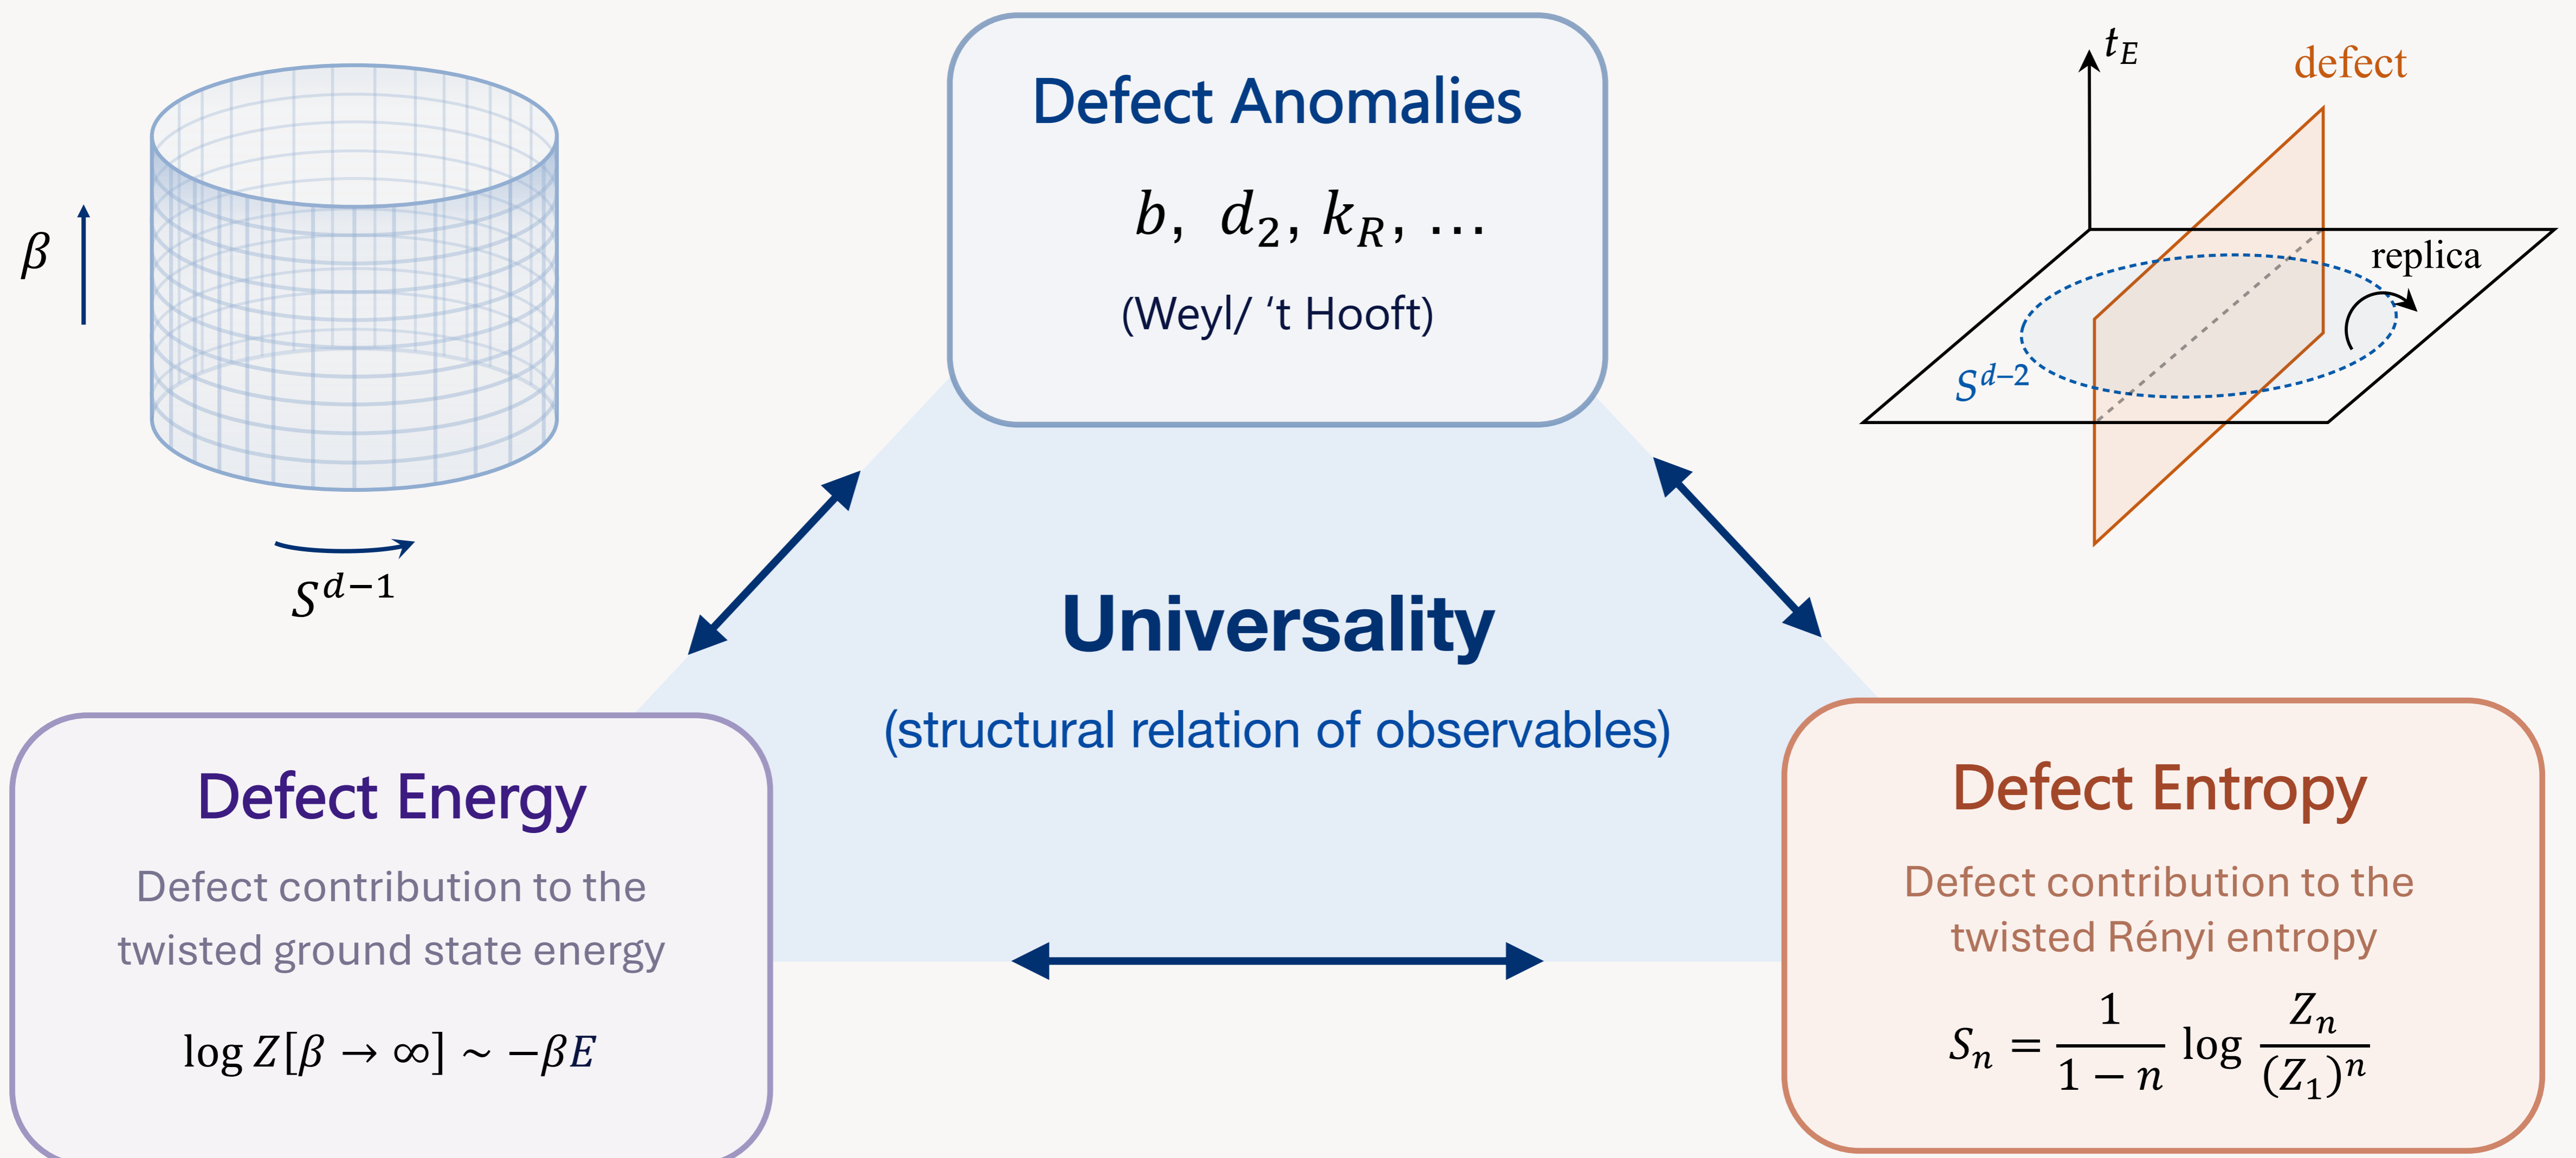 β
S^{d−1}
Defect Anomalies
b, d_2, k_R, …
(Weyl/ ‘t Hooft)
t_E
defect
replica
S^{d−2}
Universality
(structural relation of observables)
Defect Energy
Defect contribution to the
twisted ground state energy
log Z[β → ∞] ~ −βE
Defect Entropy
Defect contribution to the
twisted Rényi entropy
S_n = \frac{1}{1 − n} log \frac{Z_n}{(Z_1)^n}